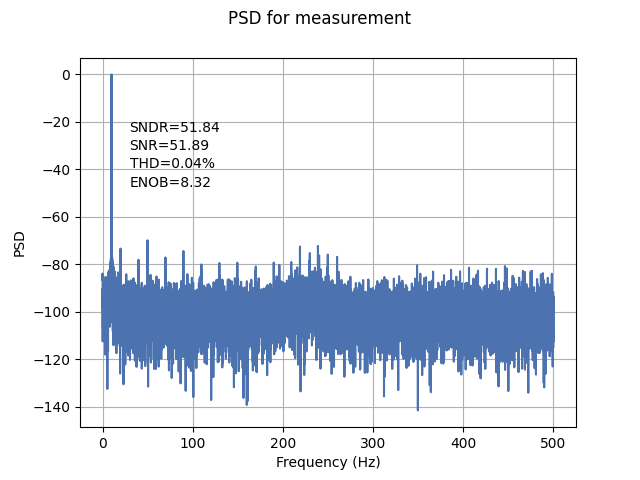 PSD for measurement
0
−20
−40
−60
−80
−100
−120
−140
PSD
SNDR=51.84
SNR=51.89
THD=0.04%
ENOB=8.32
0
100
200
300
400
500
Frequency (Hz)